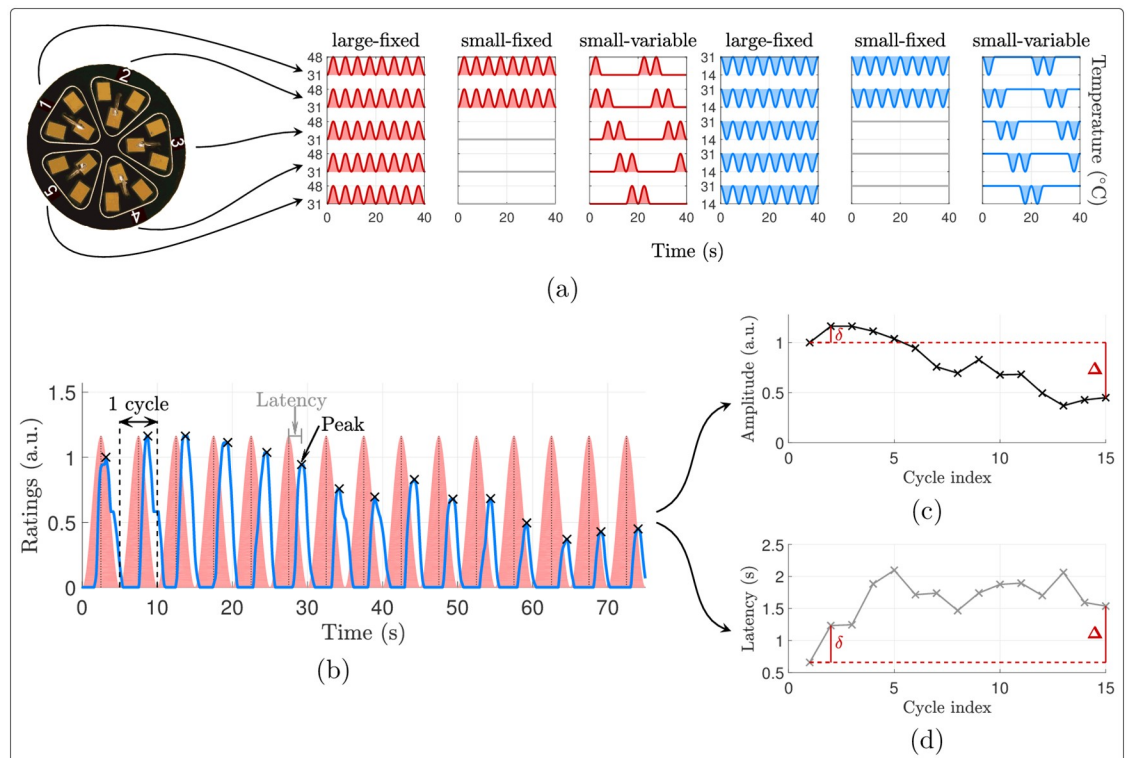 large-fixed small-fixed small-variable large-fixed small-fixed small-variable
1 2 3 4 5
48 31 31 14
48 31 31 14
48 31 31 14
48 31 31 14
48 31 31 14
0 20 40 0 20 40 0 20 40 0 20 40 0 20 40 0 20 40
Temperature (°C)
Time (s)
(a)
Ratings (a.u.)
1.5
1
0.5
0
1 cycle
Latency
Peak
0 10 20 30 40 50 60 70
Time (s)
(b)
Amplitude (a.u.)
1
0.5
0
δ
Δ
0 5 10 15
Cycle index
(c)
Latency (s)
2.5
2
1.5
1
0.5
δ
Δ
0 5 10 15
Cycle index
(d)